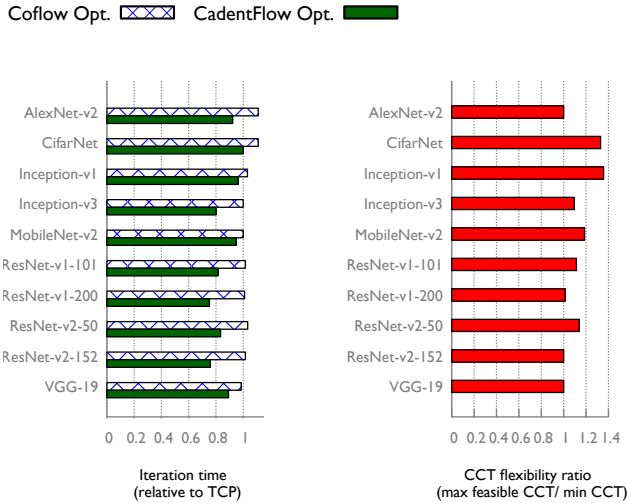 Coflow Opt. CadentFlow Opt.
AlexNet-v2
CifarNet
Inception-v1
Inception-v3
MobileNet-v2
ResNet-v1-101
ResNet-v1-200
ResNet-v2-50
ResNet-v2-152
VGG-19
0 0.2 0.4 0.6 0.8 1
Iteration time
(relative to TCP)
AlexNet-v2
CifarNet
Inception-v1
Inception-v3
MobileNet-v2
ResNet-v1-101
ResNet-v1-200
ResNet-v2-50
ResNet-v2-152
VGG-19
0 0.2 0.4 0.6 0.8 1 1.2 1.4
CCT flexibility ratio
(max feasible CCT/ min CCT)